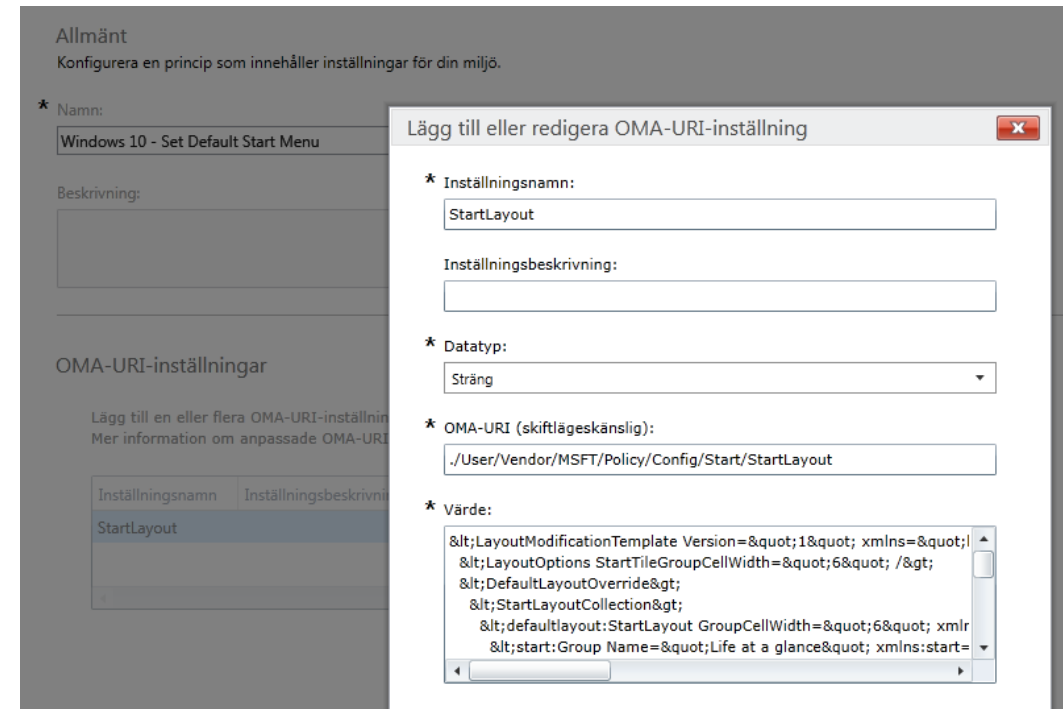 Allmänt
Konfigurera en princip som innehåller inställningar för din miljö.
* Namn:
Windows 10 - Set Default Start Menu
Beskrivning:
OMA-URI-inställningar
Lägg till en eller flera OMA-URI-inställnin
Mer information om anpassade OMA-URI
Inställningsnamn Inställningsbeskrivni
StartLayout
Lägg till eller redigera OMA-URI-inställning
* Inställningsnamn:
StartLayout
Inställningsbeskrivning:
* Datatyp:
Sträng
* OMA-URI (skiftlägeskänslig):
./User/Vendor/MSFT/Policy/Config/Start/StartLayout
* Värde:
&lt;LayoutModificationTemplate Version=&quot;1&quot; xmlns=&quot;l
&lt;LayoutOptions StartTileGroupCellWidth=&quot;6&quot; /&gt;
&lt;DefaultLayoutOverride&gt;
&lt;StartLayoutCollection&gt;
&lt;defaultlayout:StartLayout GroupCellWidth=&quot;6&quot; xmlr
&lt;start:Group Name=&quot;Life at a glance&quot; xmlns:start=